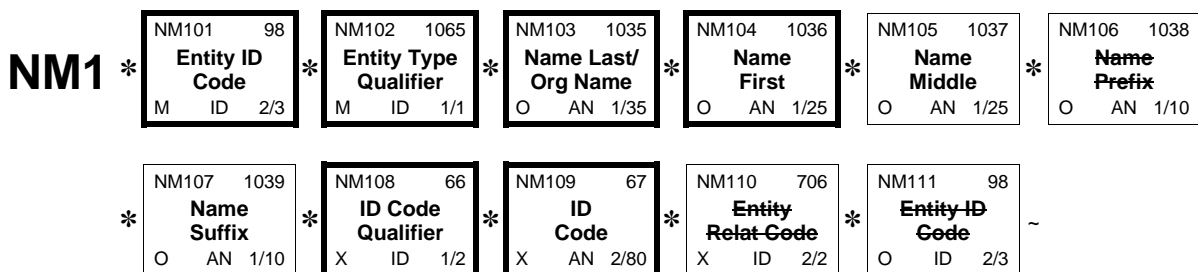 NM101 98 NM102 1065 NM103 1035 NM104 1036 NM105 1037 NM106 1038
NM1 * Entity ID * Entity Type * Name Last/ * Name * Name * Name
Code Qualifier Org Name First Middle Prefix
M ID 2/3 M ID 1/1 O AN 1/35 O AN 1/25 O AN 1/25 O AN 1/10
NM107 1039 NM108 66 NM109 67 NM110 706 NM111 98
* Name * ID Code * ID * Entity * Entity ID ~
Suffix Qualifier Code Relat Code Code
O AN 1/10 X ID 1/2 X AN 2/80 X ID 2/2 O ID 2/3